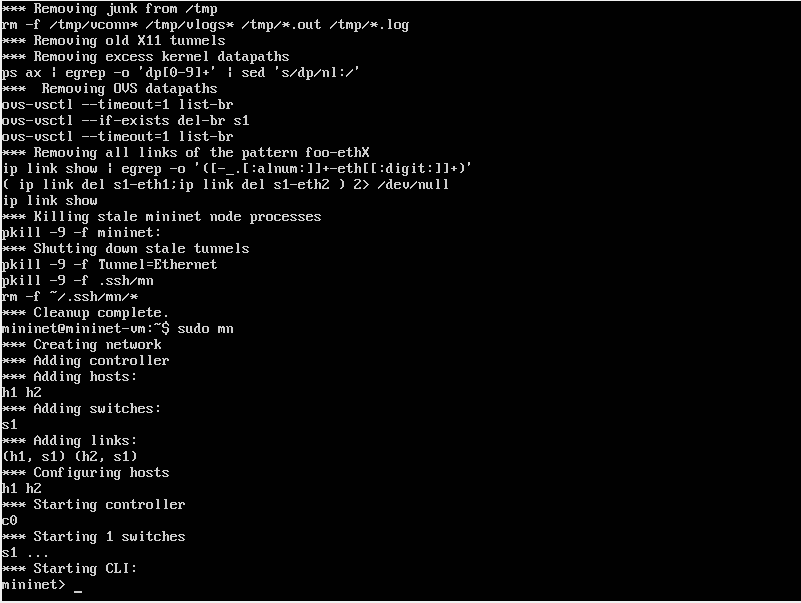 *** Removing junk from /tmp
rm -f /tmp/vconn* /tmp/vlogs* /tmp/*.out /tmp/*.log
*** Removing old X11 tunnels
*** Removing excess kernel datapaths
ps ax | egrep -o 'dp[0-9]+' | sed 's/dp/nl:/'
***  Removing OVS datapaths
ovs-vsctl --timeout=1 list-br
ovs-vsctl --if-exists del-br s1
ovs-vsctl --timeout=1 list-br
*** Removing all links of the pattern foo-ethX
ip link show | egrep -o '([-_.[:alnum:]]+-eth[[:digit:]]+)'
( ip link del s1-eth1;ip link del s1-eth2 ) 2> /dev/null
ip link show
*** Killing stale mininet node processes
pkill -9 -f mininet:
*** Shutting down stale tunnels
pkill -9 -f Tunnel=Ethernet
pkill -9 -f .ssh/mn
rm -f ~/.ssh/mn/*
*** Cleanup complete.
mininet@mininet-vm:~$ sudo mn
*** Creating network
*** Adding controller
*** Adding hosts:
h1 h2
*** Adding switches:
s1
*** Adding links:
(h1, s1) (h2, s1)
*** Configuring hosts
h1 h2
*** Starting controller
c0
*** Starting 1 switches
s1 ...
*** Starting CLI:
mininet> _